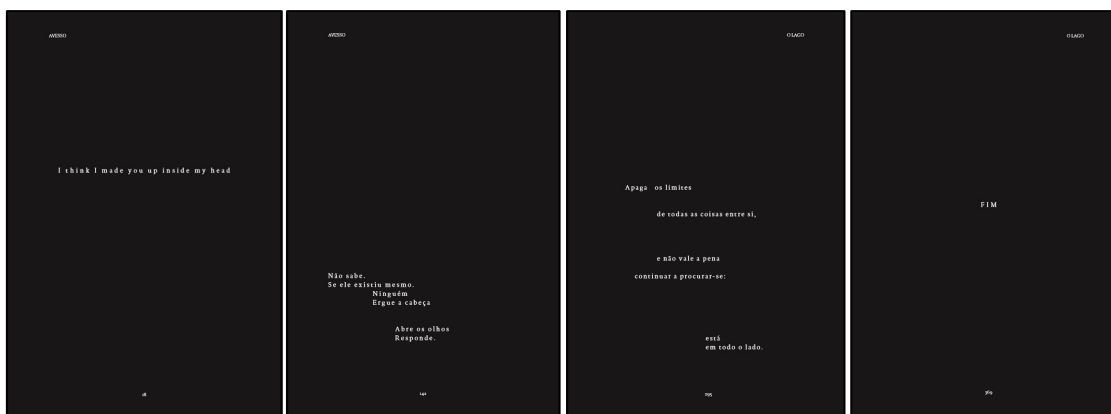 AVESSO
I think I made you up inside my head
18
AVESSO
Não sabe.
Se ele existiu mesmo.
Ninguém
Ergue a cabeça
Abre os olhos
Responde.
O LAGO
Apaga os limites
de todas as coisas entre si,
e não vale a pena
continuar a procurar-se:
está
em todo o lado.
O LAGO
FIM
369